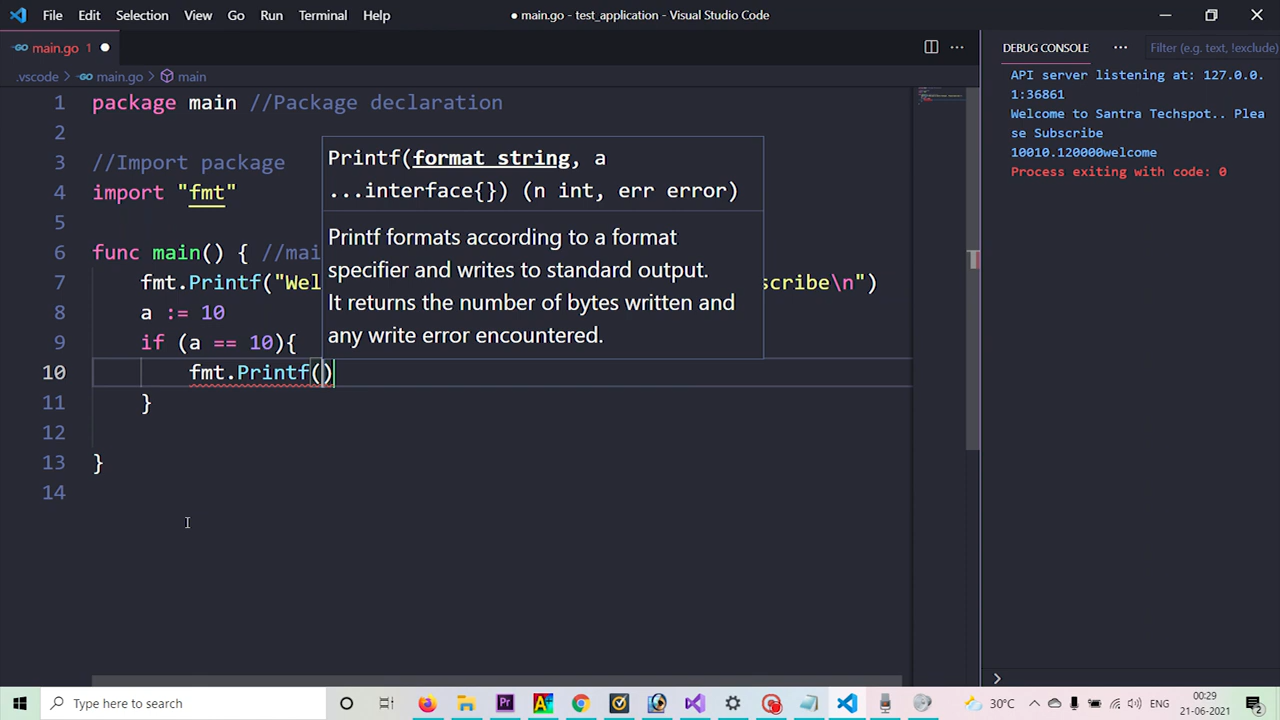 File Edit Selection View Go Run Terminal Help
● main.go - test_application - Visual Studio Code
main.go 1
DEBUG CONSOLE
Filter (e.g. text, !exclude)
.vscode > main.go > main
1 package main //Package declaration
2
3 //Import package
4 import "fmt"
5
6 func main() { //mai
7 fmt.Printf("Wel scribe\n")
8 a := 10
9 if (a == 10){
10 fmt.Printf()
11 }
12
13 }
14
Printf(format string, a
...interface{}) (n int, err error)
Printf formats according to a format
specifier and writes to standard output.
It returns the number of bytes written and
any write error encountered.
API server listening at: 127.0.0.
1:36861
Welcome to Santra Techspot.. Plea
se Subscribe
10010.120000welcome
Process exiting with code: 0
Type here to search
30°C
ENG
00:29
21-06-2021
2